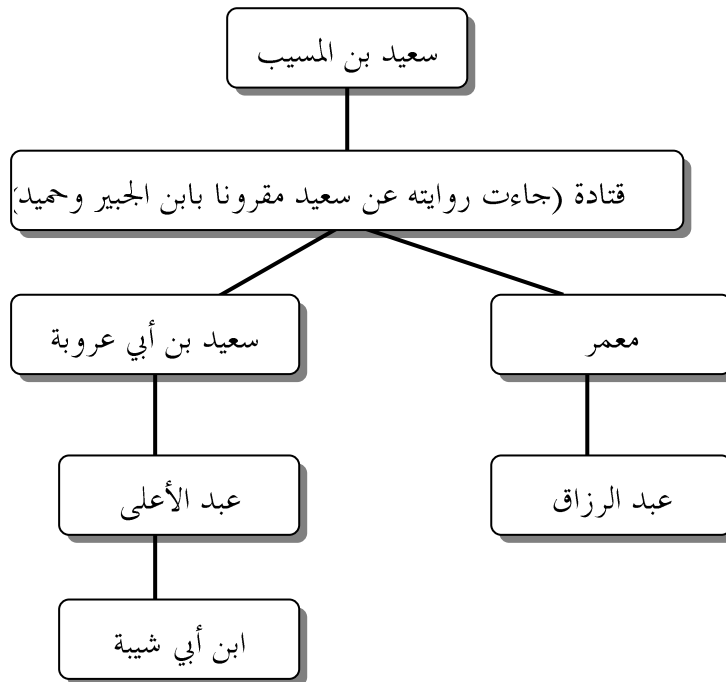 سعيد بن المسيب
قتادة (جاءت روايته عن سعيد مقرونا بابن الجبير وحميد)
سعيد بن أبي عروبة
معمر
عبد الأعلى
عبد الرزاق
ابن أبي شيبة